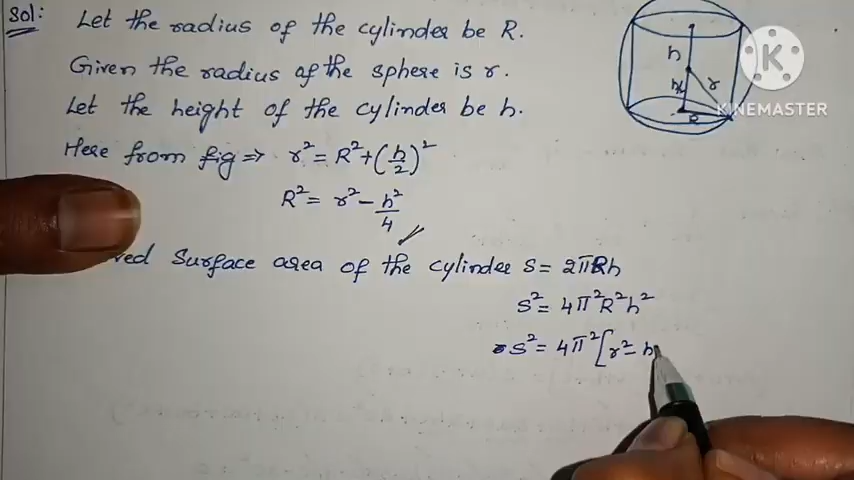 Sol:
Let the radius of the cylinder be R.
Given the radius of the sphere is r.
Let the height of the cylinder be h.
Here from fig ⇒ r² = R² + (h/2)²
R² = r² - h²/4
ved Surface area of the cylinder S = 2πRh
S² = 4π²R²h²
S² = 4π²[r² - h
h
r
R
K
KINEMASTER